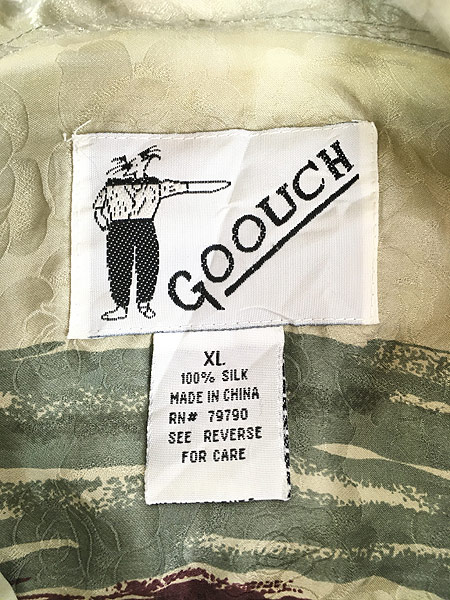 GOOUCH
XL
100% SILK
MADE IN CHINA
RN# 79790
SEE REVERSE
FOR CARE